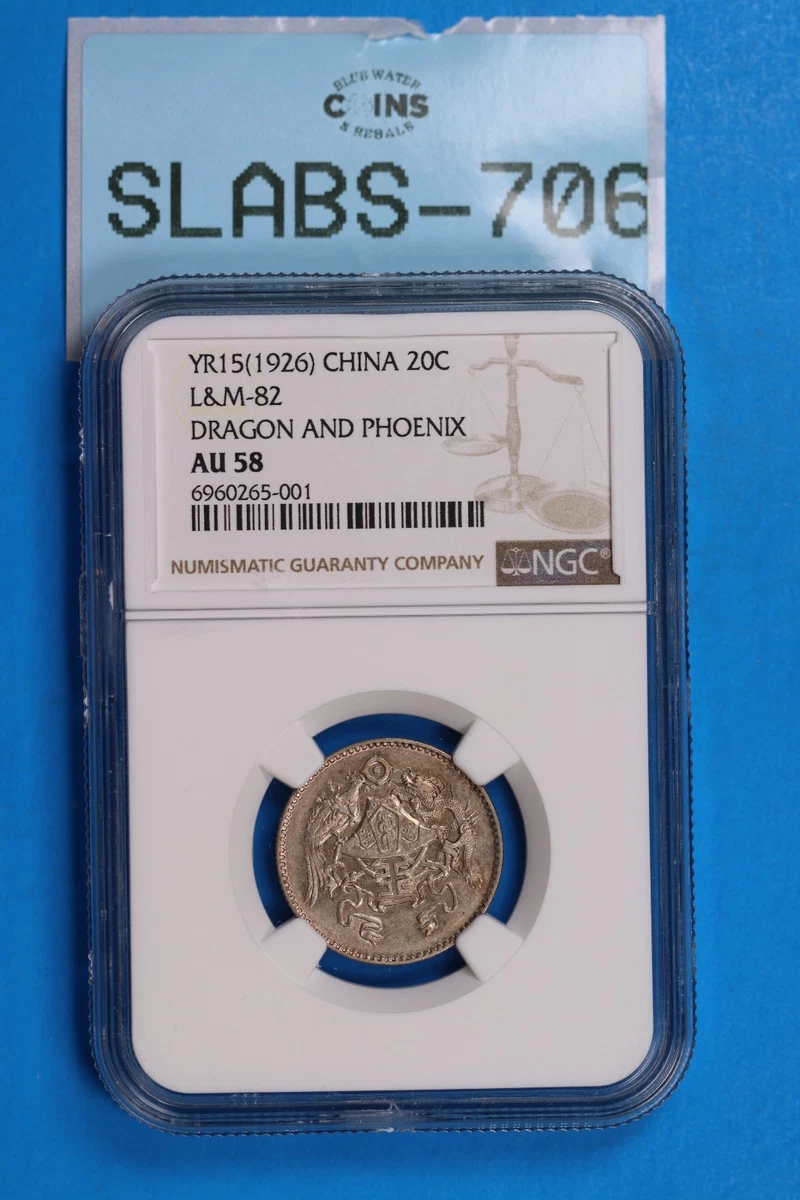 BLUE WATER
COINS
& RESALE
SLABS-706
YR15(1926) CHINA 20C
L&M-82
DRAGON AND PHOENIX
AU 58
6960265-001
NUMISMATIC GUARANTY COMPANY
NGC®